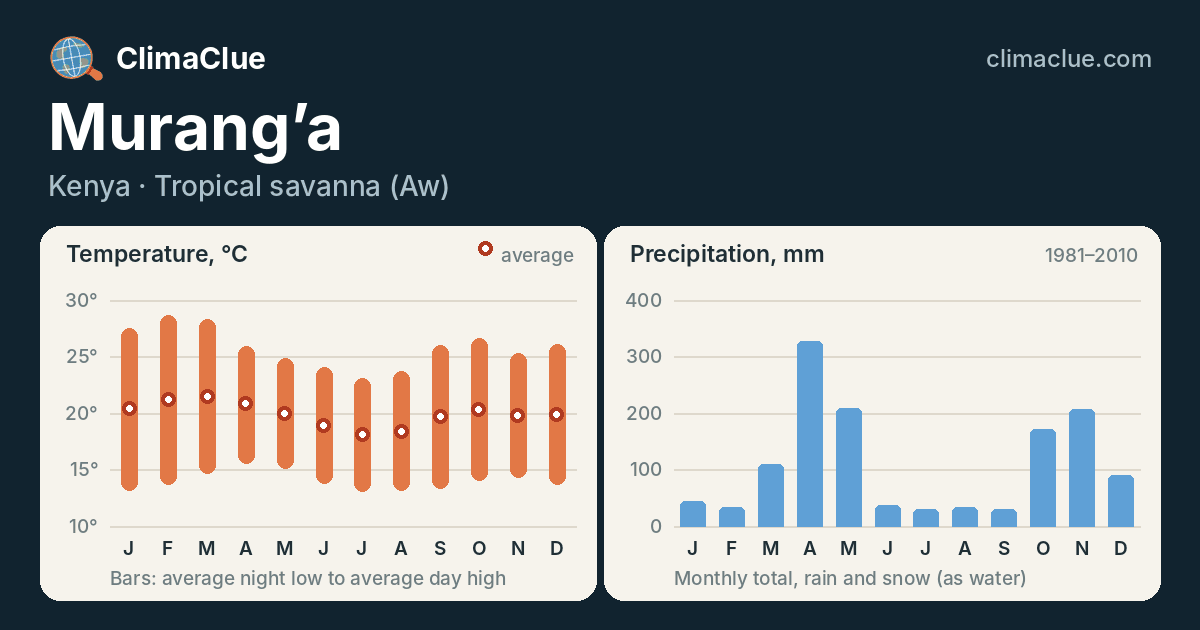 ClimaClue
climaclue.com
Murang’a
Kenya · Tropical savanna (Aw)
Temperature, °C
average
30°
25°
20°
15°
10°
J F M A M J J A S O N D
Bars: average night low to average day high
Precipitation, mm
1981–2010
400
300
200
100
0
J F M A M J J A S O N D
Monthly total, rain and snow (as water)